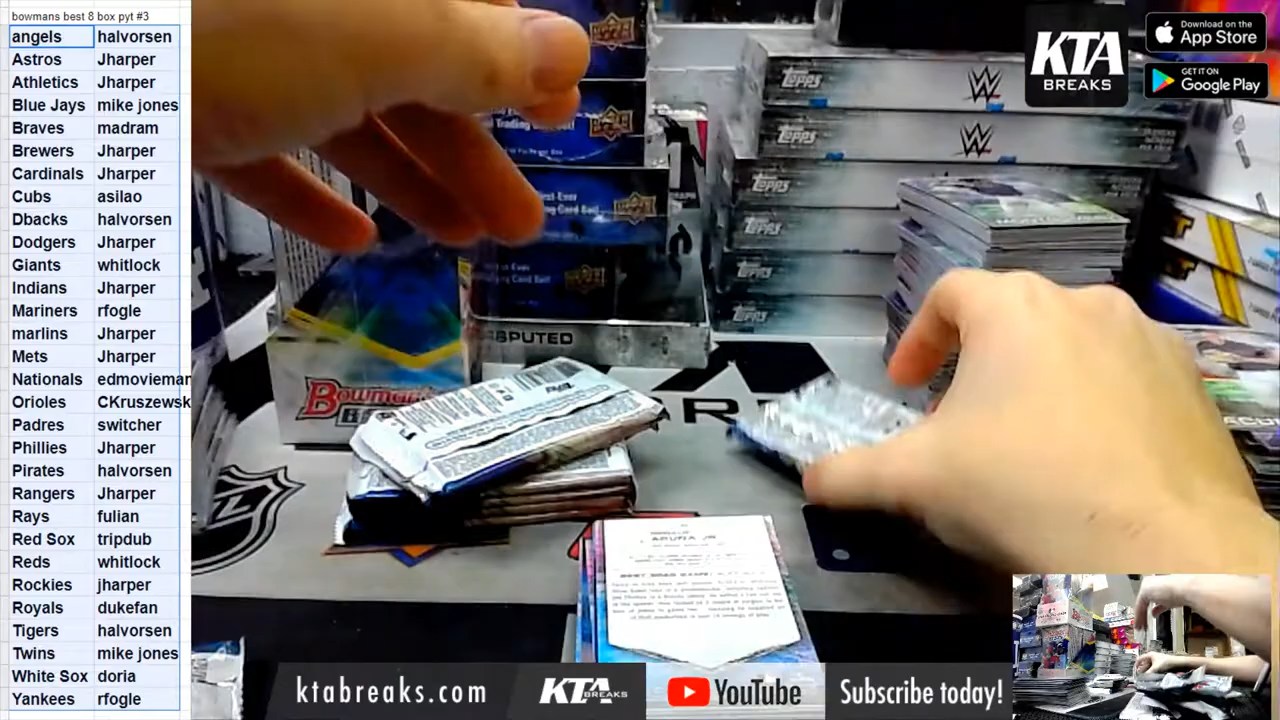 bowmans best 8 box pyt #3
angels halvorsen
Astros Jharper
Athletics Jharper
Blue Jays mike jones
Braves madram
Brewers Jharper
Cardinals Jharper
Cubs asilao
Dbacks halvorsen
Dodgers Jharper
Giants whitlock
Indians Jharper
Mariners rfogle
marlins Jharper
Mets Jharper
Nationals edmovieman
Orioles CKruszewsk
Padres switcher
Phillies Jharper
Pirates halvorsen
Rangers Jharper
Rays fulian
Red Sox tripdub
Reds whitlock
Rockies jharper
Royals dukefan
Tigers halvorsen
Twins mike jones
White Sox doria
Yankees rfogle
KTA
BREAKS
Download on the
App Store
GET IT ON
Google Play
Topps W
Topps W
Topps
Topps
Topps
Topps
Bowman's
ACUÑA JR
ktabreaks.com
KTA
BREAKS
YouTube
Subscribe today!